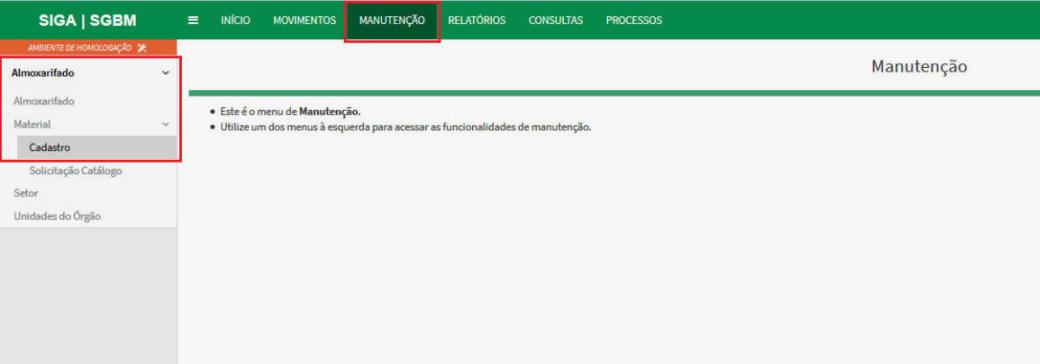 SIGA | SGBM
INÍCIO MOVIMENTOS MANUTENÇÃO RELATÓRIOS CONSULTAS PROCESSOS
AMBIENTE DE HOMOLOGAÇÃO
Almoxarifado
Almoxarifado
Material
Cadastro
Solicitação Catálogo
Setor
Unidades do Órgão
Manutenção
• Este é o menu de Manutenção.
• Utilize um dos menus à esquerda para acessar as funcionalidades de manutenção.